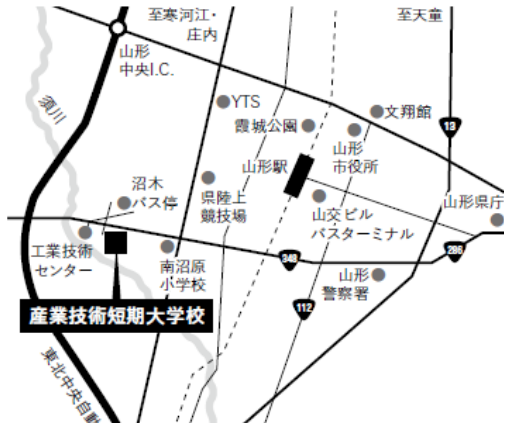 至寒河江・
庄内
至天童
山形
中央I.C.
YTS
文翔館
須川
霞城公園
山形
市役所
13
山形駅
沼木
バス停
県陸上
競技場
山交ビル
バスターミナル
山形県庁
工業技術
センター
南沼原
小学校
348
286
山形
警察署
産業技術短期大学校
112
東北中央自動